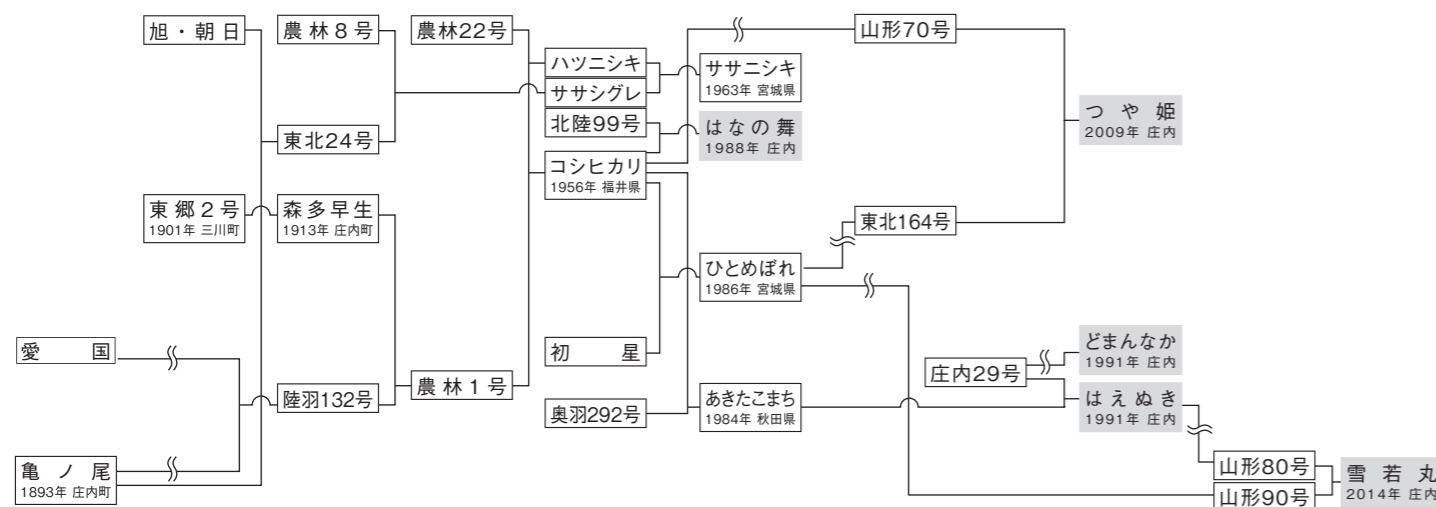 旭・朝日
農林8号
農林22号
山形70号
ハツニシキ
ササシグレ
ササニシキ
1963年 宮城県
北陸99号
はなの舞
1988年 庄内
つや姫
2009年 庄内
東北24号
コシヒカリ
1956年 福井県
東郷2号
1901年 三川町
森多早生
1913年 庄内町
東北164号
ひとめぼれ
1986年 宮城県
愛国
初星
どまんなか
1991年 庄内
庄内29号
陸羽132号
農林1号
奥羽292号
あきたこまち
1984年 秋田県
はえぬき
1991年 庄内
亀ノ尾
1893年 庄内町
山形80号
山形90号
雪若丸
2014年 庄内